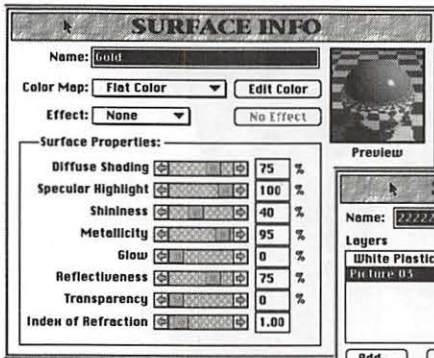 SURFACE INFO
Name: Gold
Color Map: Flat Color Edit Color
Effect: None No Effect
Surface Properties:
Diffuse Shading 75 %
Specular Highlight 100 %
Shininess 40 %
Metallicity 95 %
Glow 0 %
Reflectiveness 75 %
Transparency 0 %
Index of Refraction 1.00
Preview
Name: 22222
Layers
White Plastic
Picture 03
Add